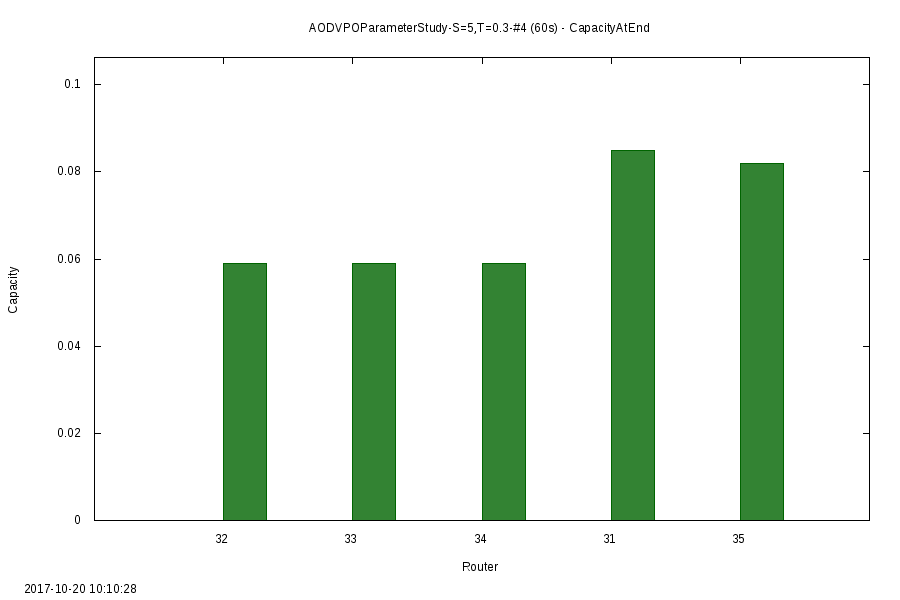 AODVPOParameterStudy-S=5,T=0.3-#4 (60s) - CapacityAtEnd
0.1
0.08
0.06
0.04
0.02
0
Capacity
32 33 34 31 35
Router
2017-10-20 10:10:28